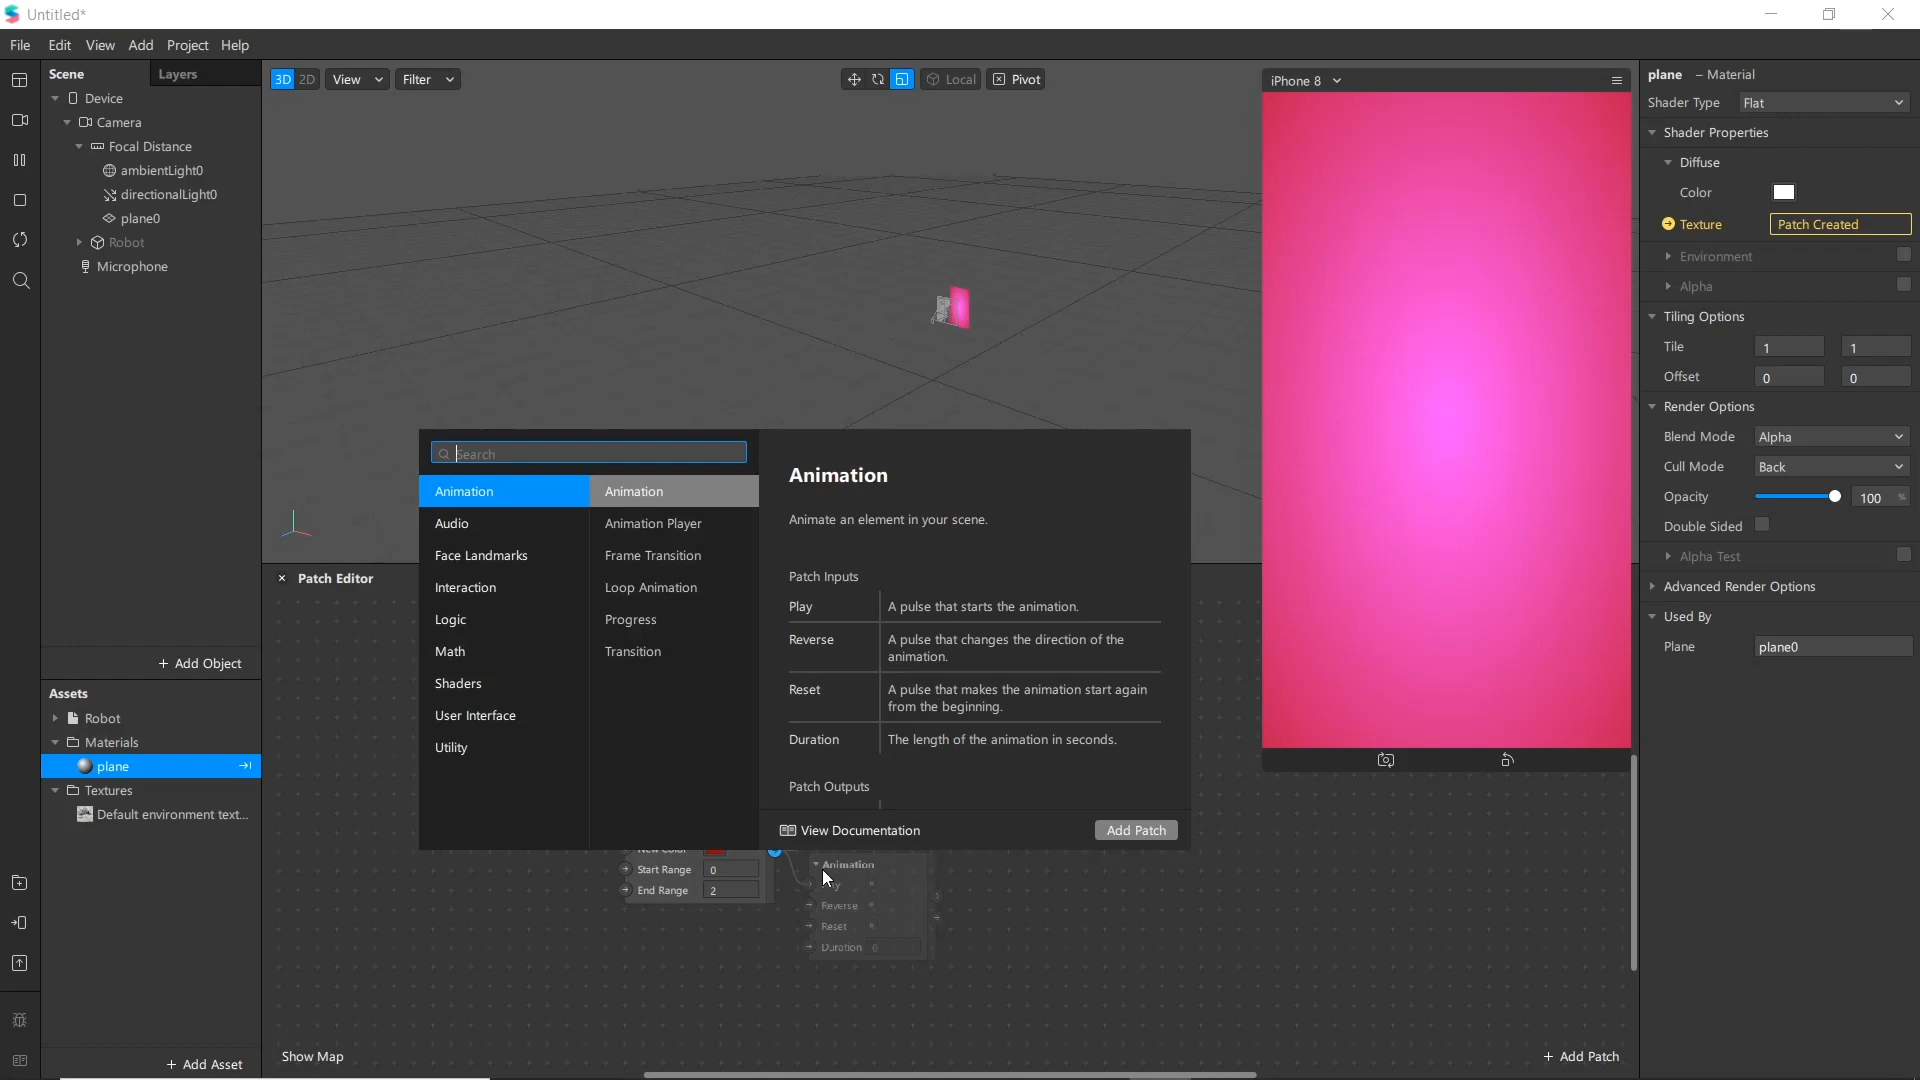 Untitled*
File Edit View Add Project Help
Scene
Layers
Device
Camera
Focal Distance
ambientLight0
directionalLight0
plane0
Robot
Microphone
+ Add Object
Assets
Robot
Materials
plane
Textures
Default environment text...
+ Add Asset
3D 2D View Filter
Local
Pivot
iPhone 8
Search
Animation
Audio
Face Landmarks
Interaction
Logic
Math
Shaders
User Interface
Utility
Animation
Animation Player
Frame Transition
Loop Animation
Progress
Transition
Animation
Animate an element in your scene.
Patch Inputs
Play A pulse that starts the animation.
Reverse A pulse that changes the direction of the
animation.
Reset A pulse that makes the animation start again
from the beginning.
Duration The length of the animation in seconds.
Patch Outputs
View Documentation
Add Patch
Patch Editor
New Color
Start Range 0
End Range 2
Animation
Reverse
Reset
Duration 0
Show Map
+ Add Patch
plane – Material
Shader Type Flat
Shader Properties
Diffuse
Color
Texture Patch Created
Environment
Alpha
Tiling Options
Tile 1 1
Offset 0 0
Render Options
Blend Mode Alpha
Cull Mode Back
Opacity 100 %
Double Sided
Alpha Test
Advanced Render Options
Used By
Plane plane0